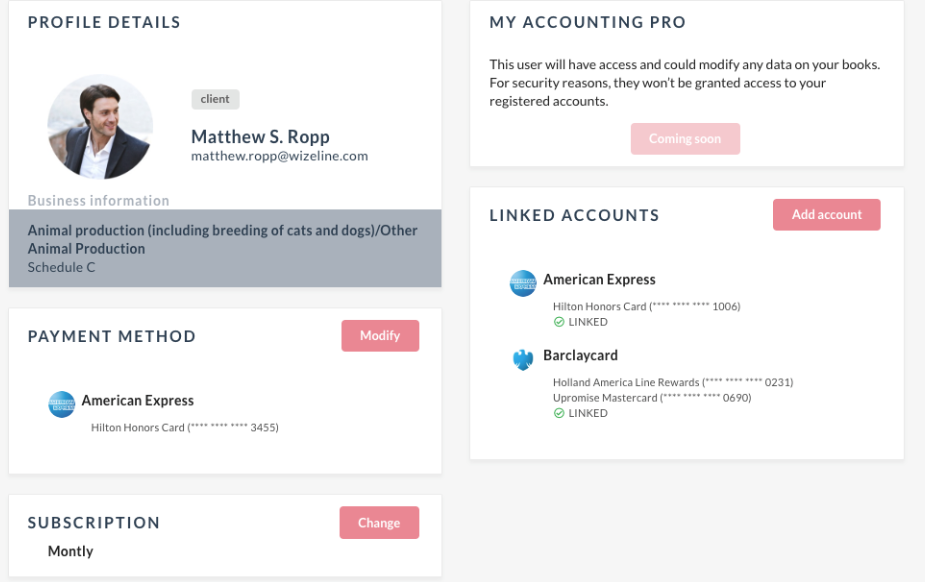 PROFILE DETAILS
client
Matthew S. Ropp
matthew.ropp@wizeline.com
Business information
Animal production (including breeding of cats and dogs)/Other
Animal Production
Schedule C
PAYMENT METHOD
Modify
American Express
Hilton Honors Card (**** **** **** 3455)
SUBSCRIPTION
Change
Montly
MY ACCOUNTING PRO
This user will have access and could modify any data on your books.
For security reasons, they won't be granted access to your
registered accounts.
Coming soon
LINKED ACCOUNTS
Add account
American Express
Hilton Honors Card (**** **** **** 1006)
LINKED
Barclaycard
Holland America Line Rewards (**** **** **** 0231)
Upromise Mastercard (**** **** **** 0690)
LINKED